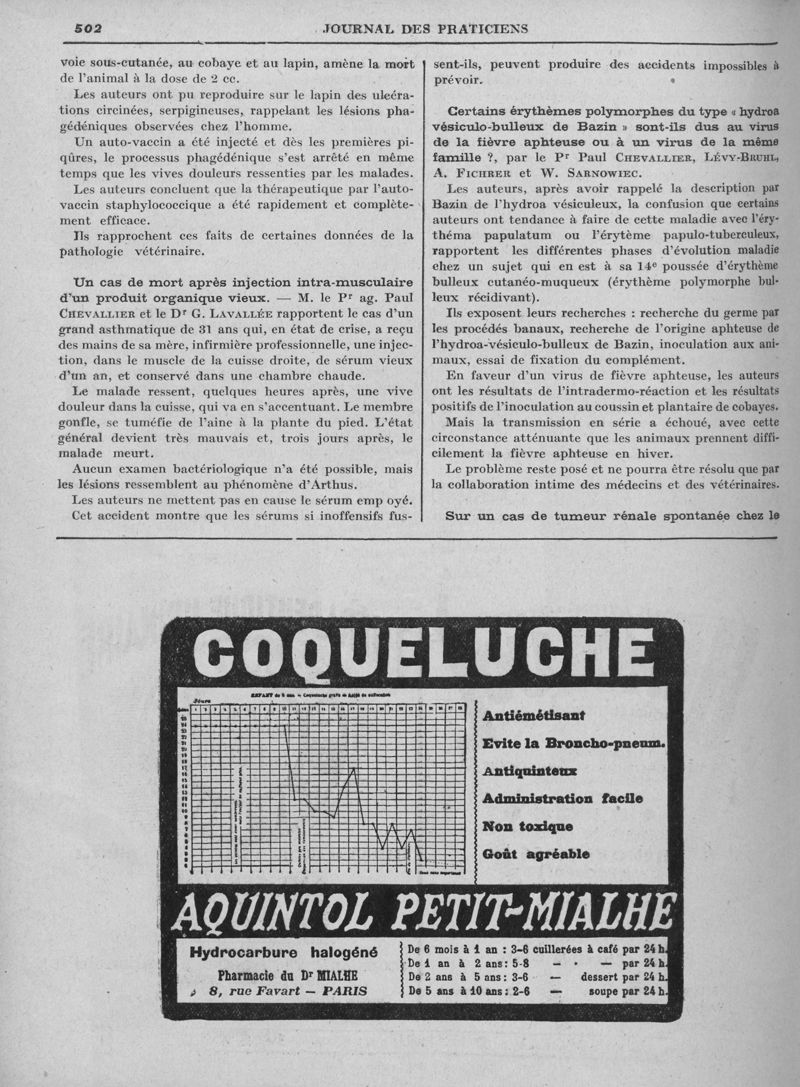 502
JOURNAL DES PRATICIENS
voie sous-cutanée, au cobaye et au lapin, amène la mort
de l'animal à la dose de 2 cc.
Les auteurs ont pu reproduire sur le lapin des ulcéra-
tions circinées, serpigineuses, rappelant les lésions pha-
gédéniques observées chez l'homme.
Un auto-vaccin a été injecté et dès les premières pi-
qûres, le processus phagédénique s'est arrêté en même
temps que les vives douleurs ressenties par les malades.
Les auteurs concluent que la thérapeutique par l'auto-
vaccin staphylococcique a été rapidement et complète-
ment efficace.
Ils rapprochent ces faits de certaines données de la
pathologie vétérinaire.
Un cas de mort après injection intra-musculaire
d'un produit organique vieux. — M. le Pr ag. Paul
CHEVALLIER et le Dr G. LAVALLÉE rapportent le cas d'un
grand asthmatique de 31 ans qui, en état de crise, a reçu
des mains de sa mère, infirmière professionnelle, une injec-
tion, dans le muscle de la cuisse droite, de sérum vieux
d'un an, et conservé dans une chambre chaude.
Le malade ressent, quelques heures après, une vive
douleur dans la cuisse, qui va en s'accentuant. Le membre
gonfle, se tuméfie de l'aine à la plante du pied. L'état
général devient très mauvais et, trois jours après, le
malade meurt.
Aucun examen bactériologique n'a été possible, mais
les lésions ressemblent au phénomène d'Arthus.
Les auteurs ne mettent pas en cause le sérum emp oyé.
Cet accident montre que les sérums si inoffensifs fus-
sent-ils, peuvent produire des accidents impossibles à
prévoir.
Certains érythèmes polymorphes du type « hydroa
vésiculo-bulleux de Bazin » sont-ils dus au virus
de la fièvre aphteuse ou à un virus de la même
famille ?, par le Pr Paul CHEVALLIER, LÉVY-BRUHL,
A. FICHRER et W. SARNOWIEC.
Les auteurs, après avoir rappelé la description par
Bazin de l'hydroa vésiculeux, la confusion que certains
auteurs ont tendance à faire de cette maladie avec l'éry-
théma papulatum ou l'érytème papulo-tuberculeux,
rapportent les différentes phases d'évolution maladie
chez un sujet qui en est à sa 14e poussée d'érythème
bulleux cutanéo-muqueux (érythème polymorphe bul-
leux récidivant).
Ils exposent leurs recherches : recherche du germe par
les procédés banaux, recherche de l'origine aphteuse de
l'hydroa-vésiculo-bulleux de Bazin, inoculation aux ani-
maux, essai de fixation du complément.
En faveur d'un virus de fièvre aphteuse, les auteurs
ont les résultats de l'intradermo-réaction et les résultats
positifs de l'inoculation au coussin et plantaire de cobayes.
Mais la transmission en série a échoué, avec cette
circonstance atténuante que les animaux prennent diffi-
cilement la fièvre aphteuse en hiver.
Le problème reste posé et ne pourra être résolu que par
la collaboration intime des médecins et des vétérinaires.
Sur un cas de tumeur rénale spontanée chez le
COQUELUCHE
Jours
Antiémétisant
Evite la Broncho-pneum.
Antiquinteux
Administration facile
Non toxique
Goût agréable
AQUINTOL PETIT-MIALHE
Hydrocarbure halogéné
Pharmacie du Dr MIALHE
8, rue Favart — PARIS
De 6 mois à 1 an : 3-6 cuillerées à café par 24 h.
De 1 an à 2 ans : 5-8 — • — par 24 h.
De 2 ans à 5 ans : 3-6 — dessert par 24 h.
De 5 ans à 10 ans : 2-6 — soupe par 24 h.